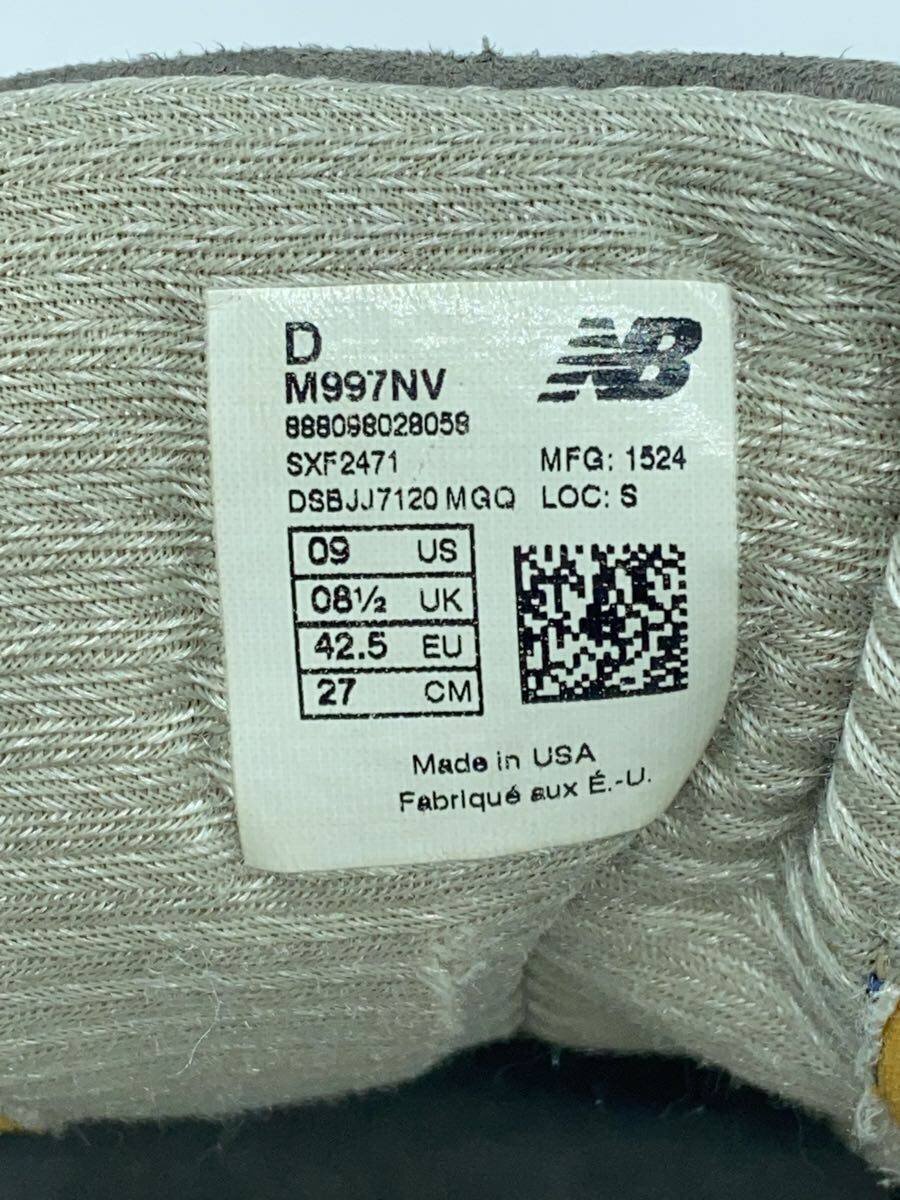 D
NB
M997NV
888098028058
SXF2471 MFG: 1524
DSBJJ7120 MGQ LOC: S
09 US
08½ UK
42.5 EU
27 CM
Made in USA
Fabriqué aux É.-U.